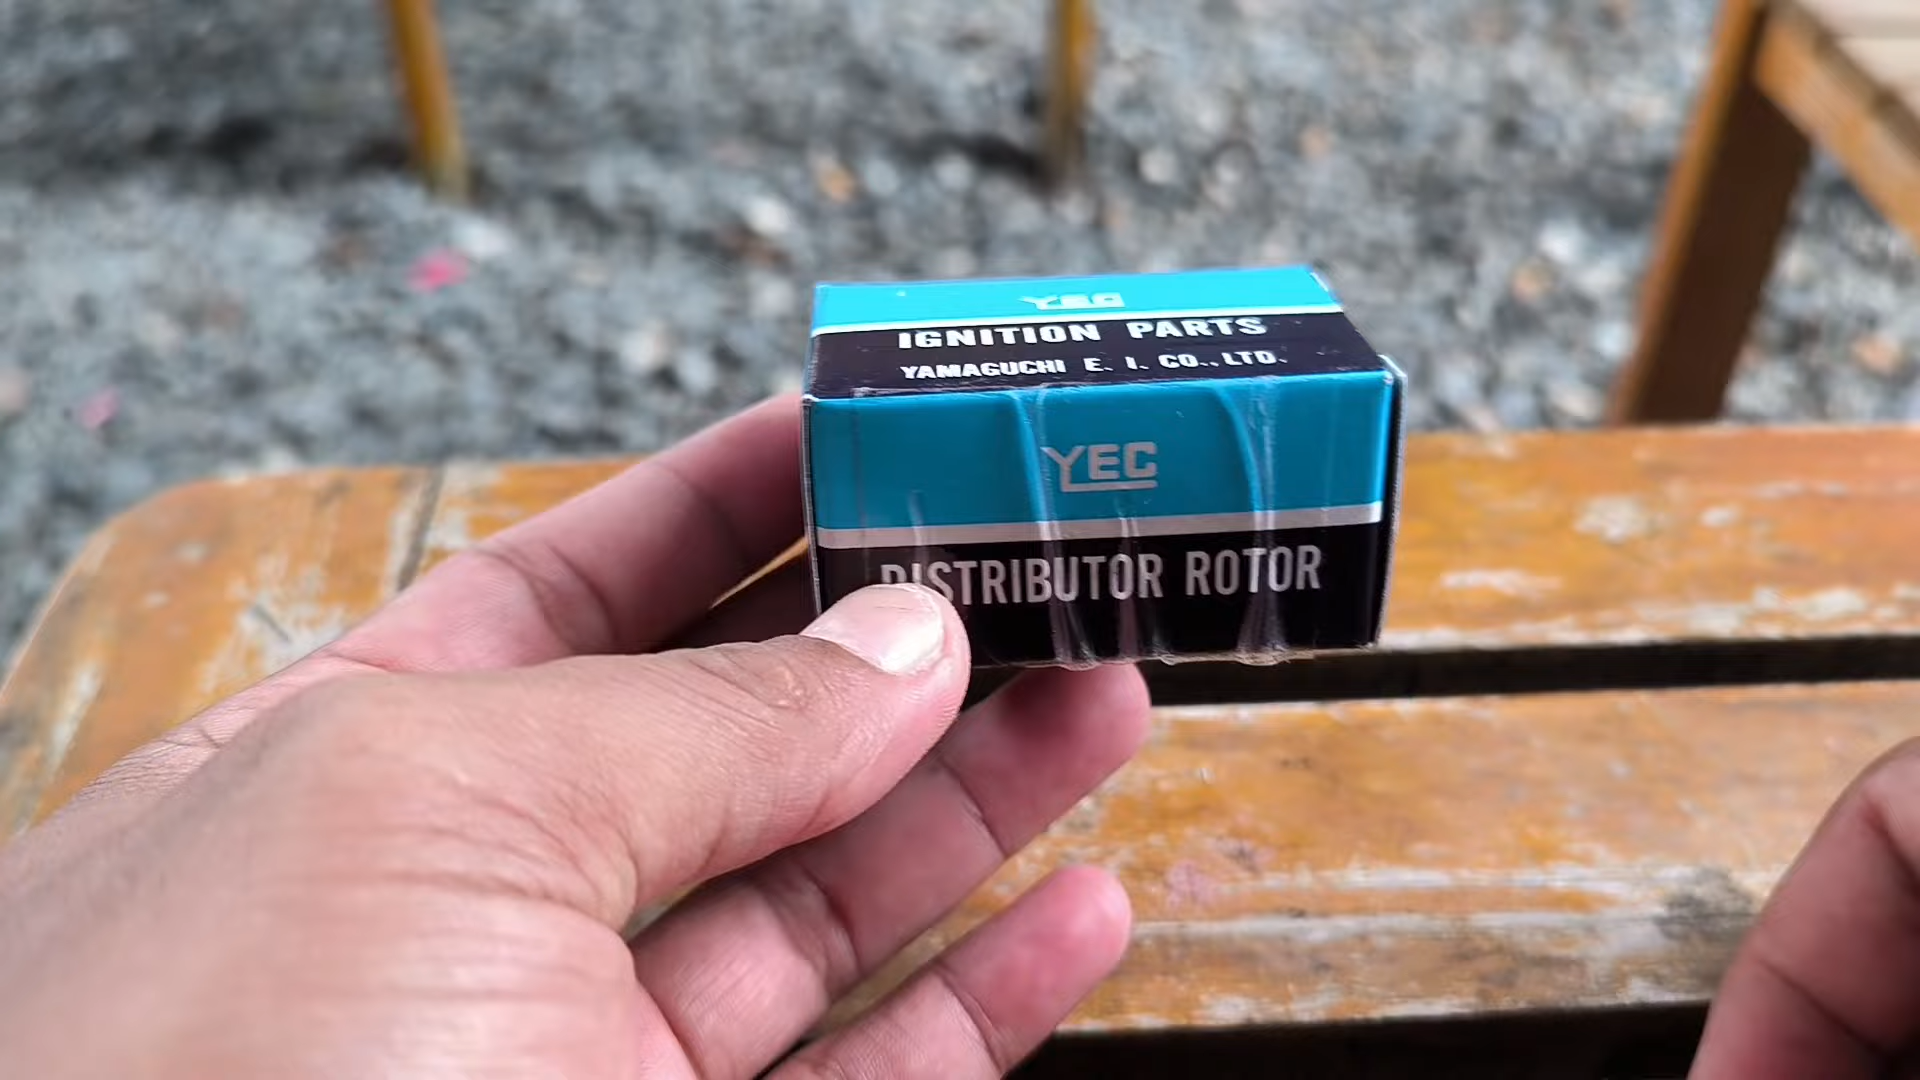 YEC
IGNITION PARTS
YAMAGUCHI E. I. CO., LTD.
YEC
DISTRIBUTOR ROTOR